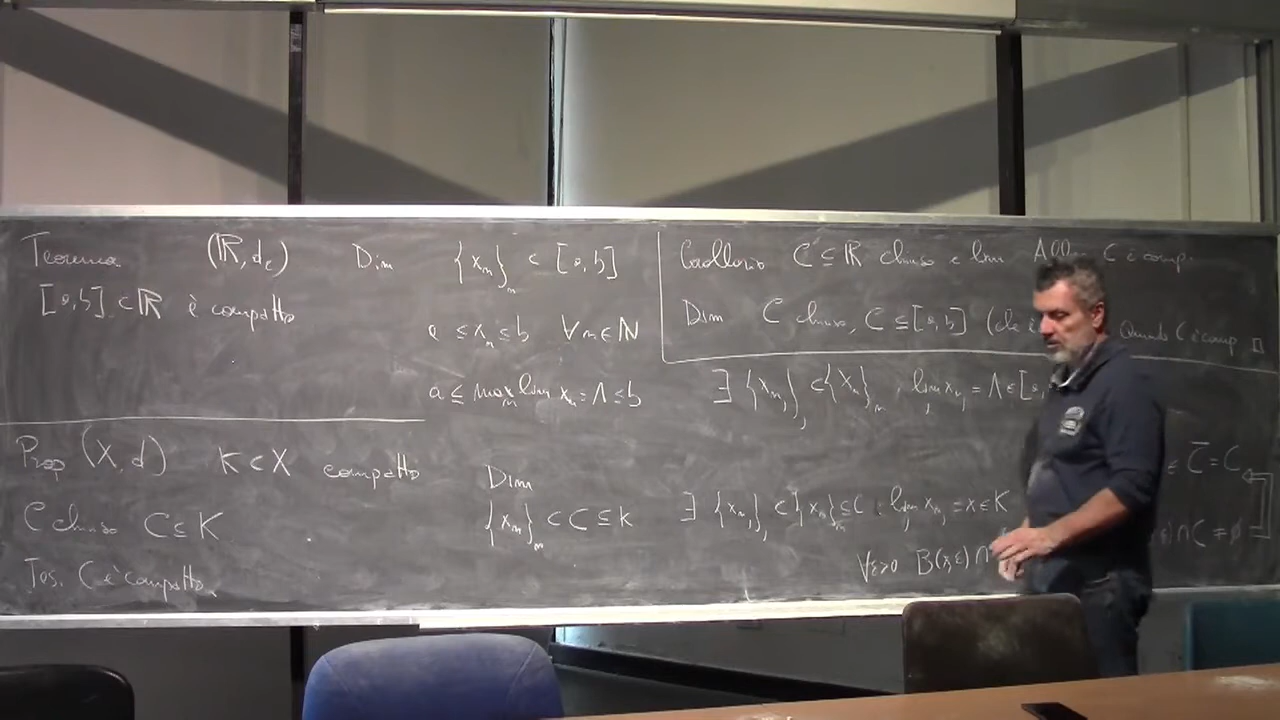 Teorema (ℝ, d_e)
[a,b] ⊂ ℝ è compatto
Dim {x_n}_n ⊂ [a,b]
a ≤ x_n ≤ b ∀n∈ℕ
a ≤ maxlim_n x_n = Λ ≤ b
Corollario C ⊆ ℝ chiuso e lim Allora C è comp.
Dim C chiuso, C ⊆ [a,b] (che è
Quindi C è comp. □
∃ {x_{n_j}}_j ⊂ {x_n}_n , lim_j x_{n_j} = Λ ∈ [a,
Prop (X,d) K ⊂ X compatto
C chiuso C ⊆ K
Tes. C è compatto.
Dim
{x_n}_n ⊂ C ⊆ K
∃ {x_{n_j}}_j ⊂ {x_n}_n ⊆ C : lim_j x_{n_j} = x ∈ K
∈ C̄ = C
∀ε>0 B(x,ε) ∩
) ∩ C ≠ ∅